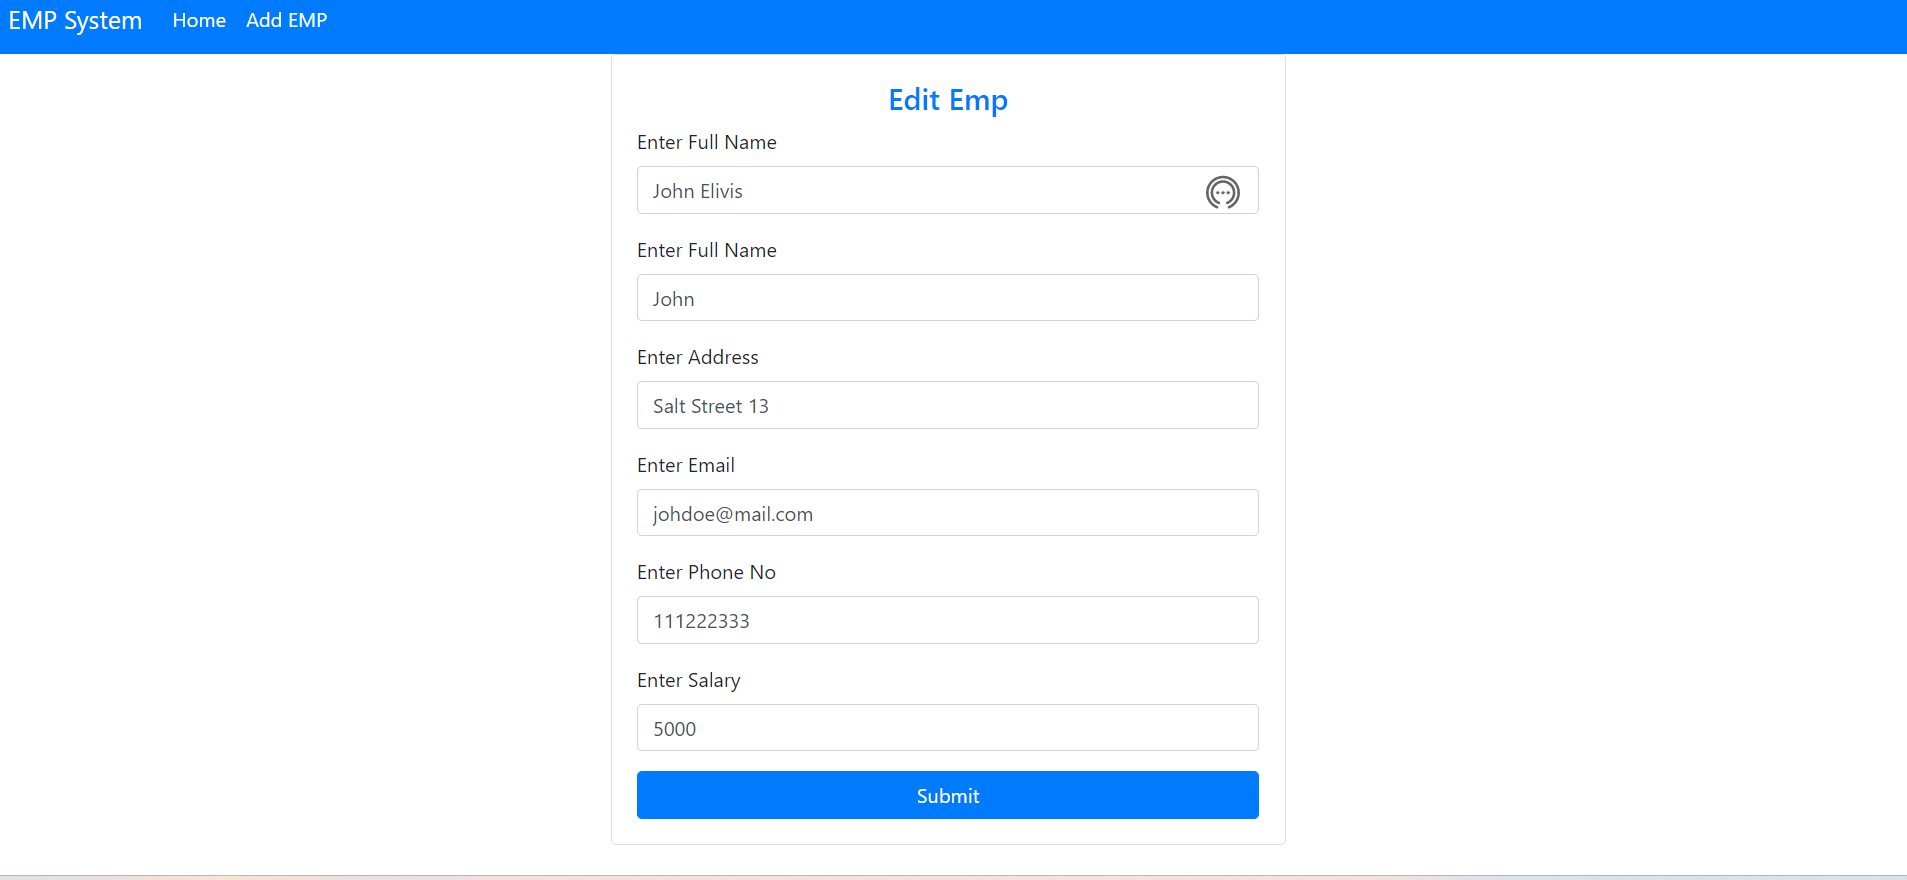 EMP System Home Add EMP
Edit Emp
Enter Full Name
John Elivis
Enter Full Name
John
Enter Address
Salt Street 13
Enter Email
johdoe@mail.com
Enter Phone No
111222333
Enter Salary
5000
Submit